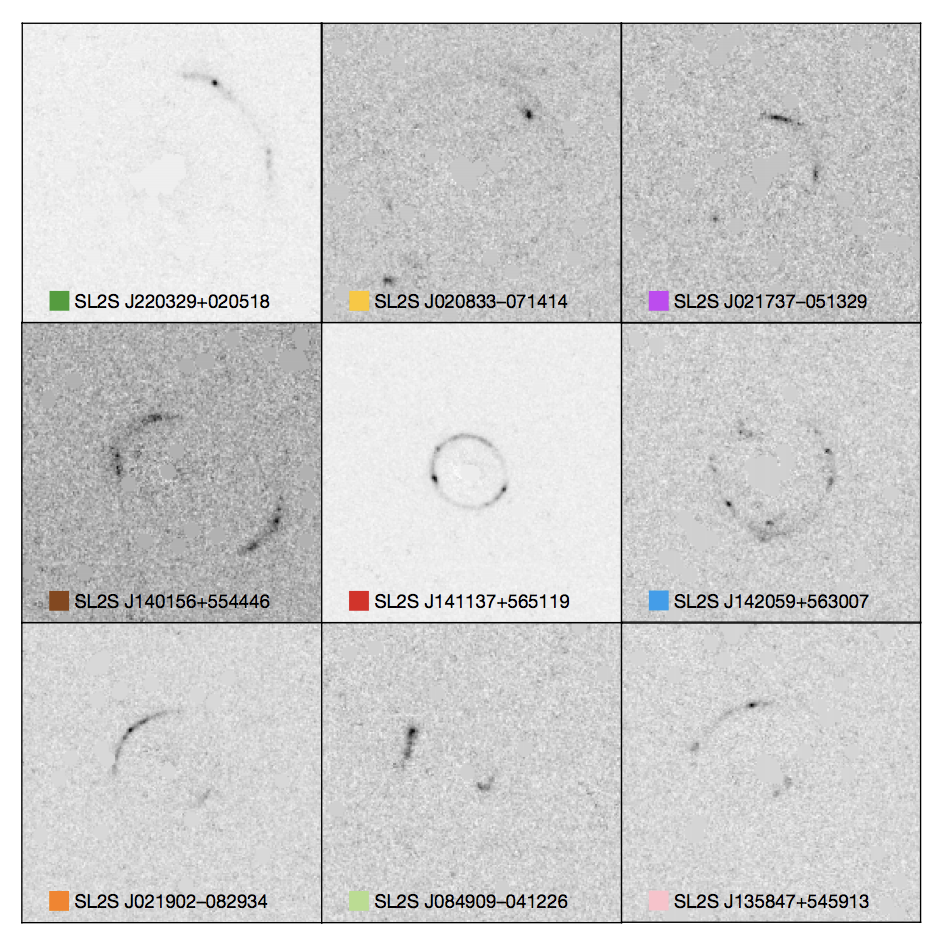 SL2S J220329+020518
SL2S J020833–071414
SL2S J021737–051329
SL2S J140156+554446
SL2S J141137+565119
SL2S J142059+563007
SL2S J021902–082934
SL2S J084909–041226
SL2S J135847+545913